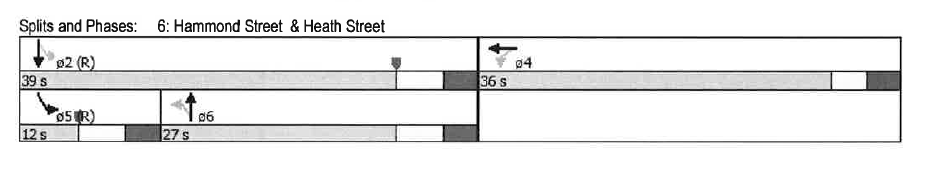 Splits and Phases: 6: Hammond Street & Heath Street
ø2 (R) ø4
39 s 36 s
ø5 (R) ø6
12 s 27 s